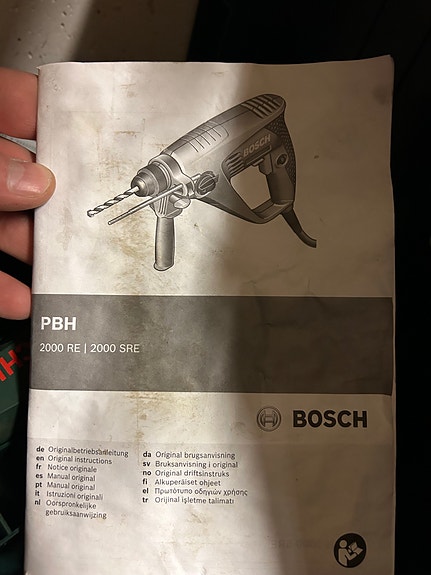 BOSCH
PBH
2000 RE | 2000 SRE
BOSCH
de Originalbetriebsanleitung
en Original instructions
fr Notice originale
es Manual original
pt Manual original
it Istruzioni originali
nl Oorspronkelijke
gebruiksaanwijzing
da Original brugsanvisning
sv Bruksanvisning i original
no Original driftsinstruks
fi Alkuperäiset ohjeet
el Πρωτότυπο οδηγιών χρήσης
tr Orijinal işletme talimatı